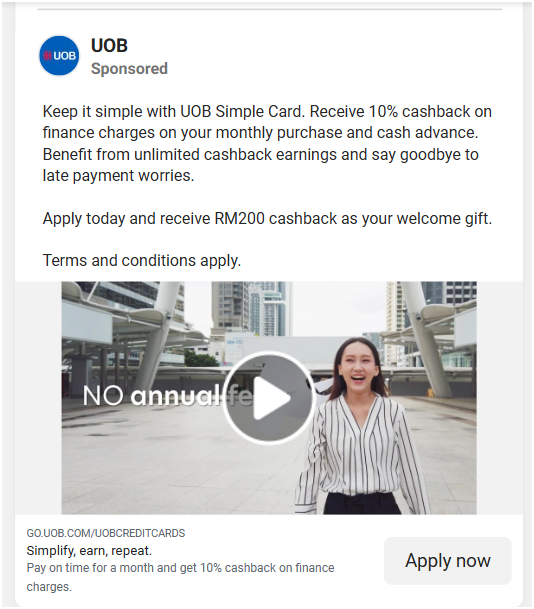 UOB
UOB
Sponsored
Keep it simple with UOB Simple Card. Receive 10% cashback on
finance charges on your monthly purchase and cash advance.
Benefit from unlimited cashback earnings and say goodbye to
late payment worries.
Apply today and receive RM200 cashback as your welcome gift.
Terms and conditions apply.
NO annual fe
GO.UOB.COM/UOBCREDITCARDS
Simplify, earn, repeat.
Pay on time for a month and get 10% cashback on finance
charges.
Apply now